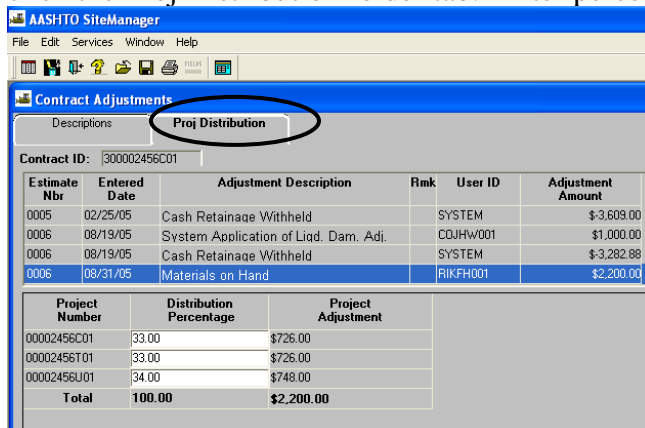 AASHTO SiteManager
File Edit Services Window Help
Contract Adjustments
Descriptions Proj Distribution
Contract ID: 300002456C01
Estimate Nbr Entered Date Adjustment Description Rmk User ID Adjustment Amount
0005 02/25/05 Cash Retainage Withheld SYSTEM $-3,609.00
0006 08/19/05 System Application of Liqd. Dam. Adj. COJHW001 $1,000.00
0006 08/19/05 Cash Retainage Withheld SYSTEM $-3,282.88
0006 08/31/05 Materials on Hand RIKFH001 $2,200.00
Project Number Distribution Percentage Project Adjustment
00002456C01 33.00 $726.00
00002456T01 33.00 $726.00
00002456U01 34.00 $748.00
Total 100.00 $2,200.00